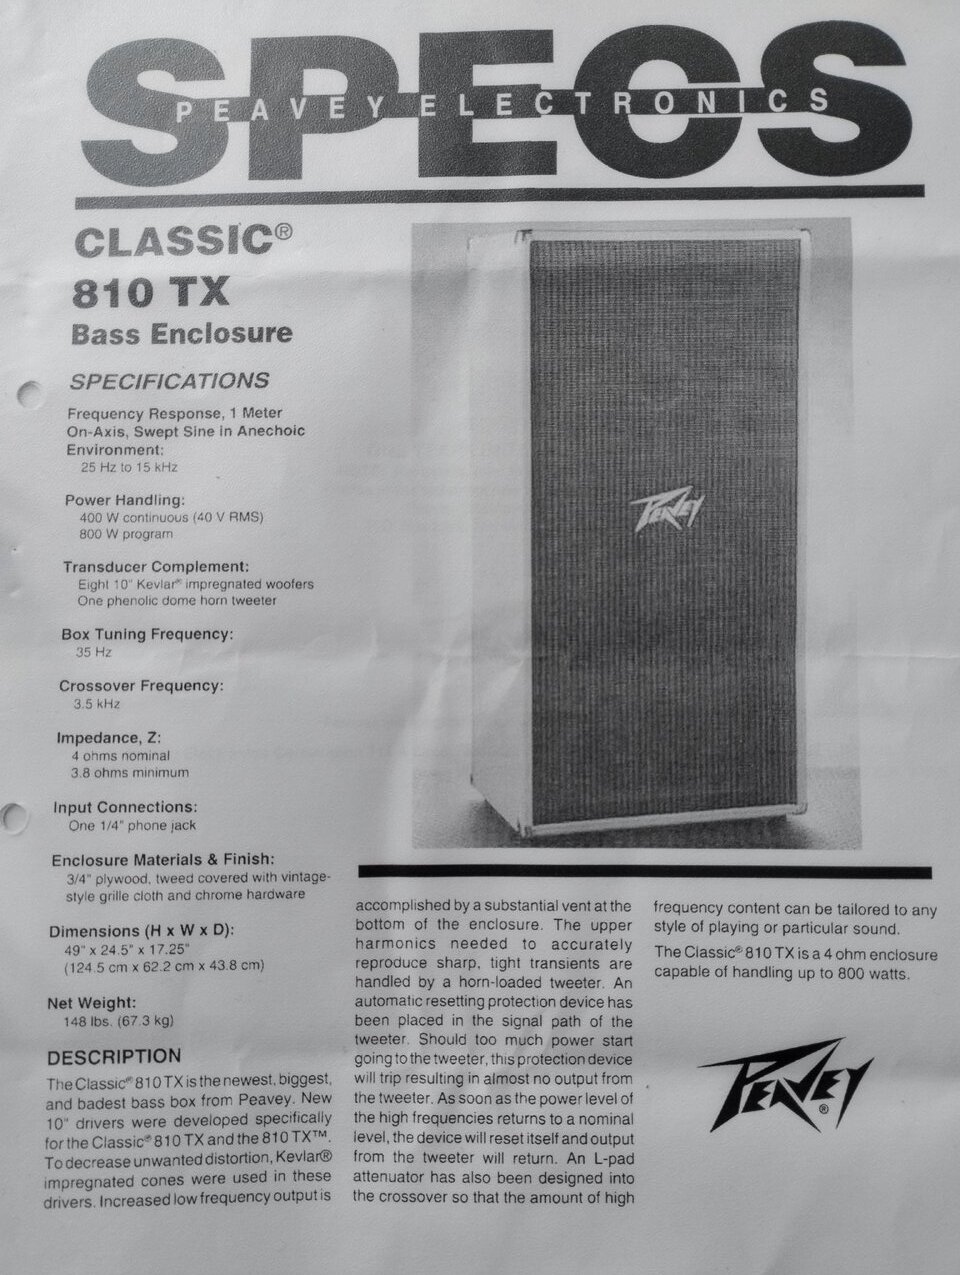 SPECS
PEAVEY ELECTRONICS
CLASSIC®
810 TX
Bass Enclosure
SPECIFICATIONS
Frequency Response, 1 Meter
On-Axis, Swept Sine in Anechoic
Environment:
25 Hz to 15 kHz
Power Handling:
400 W continuous (40 V RMS)
800 W program
Transducer Complement:
Eight 10" Kevlar® impregnated woofers
One phenolic dome horn tweeter
Box Tuning Frequency:
35 Hz
Crossover Frequency:
3.5 kHz
Impedance, Z:
4 ohms nominal
3.8 ohms minimum
Input Connections:
One 1/4" phone jack
Enclosure Materials & Finish:
3/4" plywood, tweed covered with vintage-
style grille cloth and chrome hardware
Dimensions (H x W x D):
49" x 24.5" x 17.25"
(124.5 cm x 62.2 cm x 43.8 cm)
Net Weight:
148 lbs. (67.3 kg)
DESCRIPTION
The Classic® 810 TX is the newest, biggest,
and badest bass box from Peavey. New
10" drivers were developed specifically
for the Classic® 810 TX and the 810 TX™.
To decrease unwanted distortion, Kevlar®
impregnated cones were used in these
drivers. Increased low frequency output is
PEAVEY
accomplished by a substantial vent at the
bottom of the enclosure. The upper
harmonics needed to accurately
reproduce sharp, tight transients are
handled by a horn-loaded tweeter. An
automatic resetting protection device has
been placed in the signal path of the
tweeter. Should too much power start
going to the tweeter, this protection device
will trip resulting in almost no output from
the tweeter. As soon as the power level of
the high frequencies returns to a nominal
level, the device will reset itself and output
from the tweeter will return. An L-pad
attenuator has also been designed into
the crossover so that the amount of high
frequency content can be tailored to any
style of playing or particular sound.
The Classic® 810 TX is a 4 ohm enclosure
capable of handling up to 800 watts.
PEAVEY®